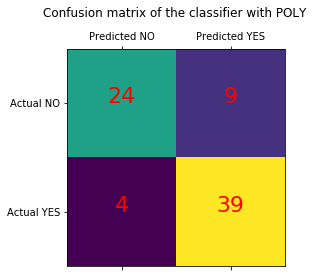 Confusion matrix of the classifier with POLY
Predicted NO Predicted YES
Actual NO 24 9
Actual YES 4 39